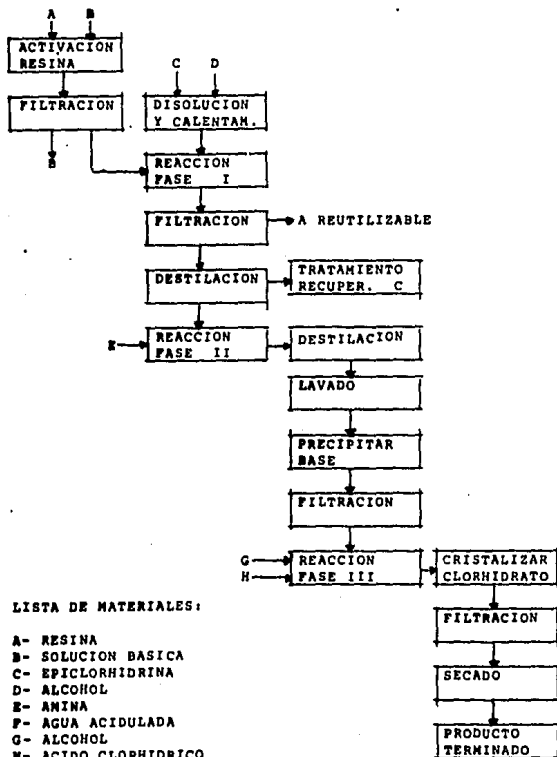 A B
ACTIVACION
RESINA
C D
FILTRACION
DISOLUCION
Y CALENTAM.
B
REACCION
FASE I
FILTRACION
A REUTILIZABLE
DESTILACION
TRATAMIENTO
RECUPER. C
E
REACCION
FASE II
DESTILACION
LAVADO
PRECIPITAR
BASE
FILTRACION
G
H
REACCION
FASE III
CRISTALIZAR
CLORHIDRATO
FILTRACION
SECADO
PRODUCTO
TERMINADO
LISTA DE MATERIALES:
A- RESINA
B- SOLUCION BASICA
C- EPICLORHIDRINA
D- ALCOHOL
E- AMINA
F- AGUA ACIDULADA
G- ALCOHOL
H- ACIDO CLORHIDRICO